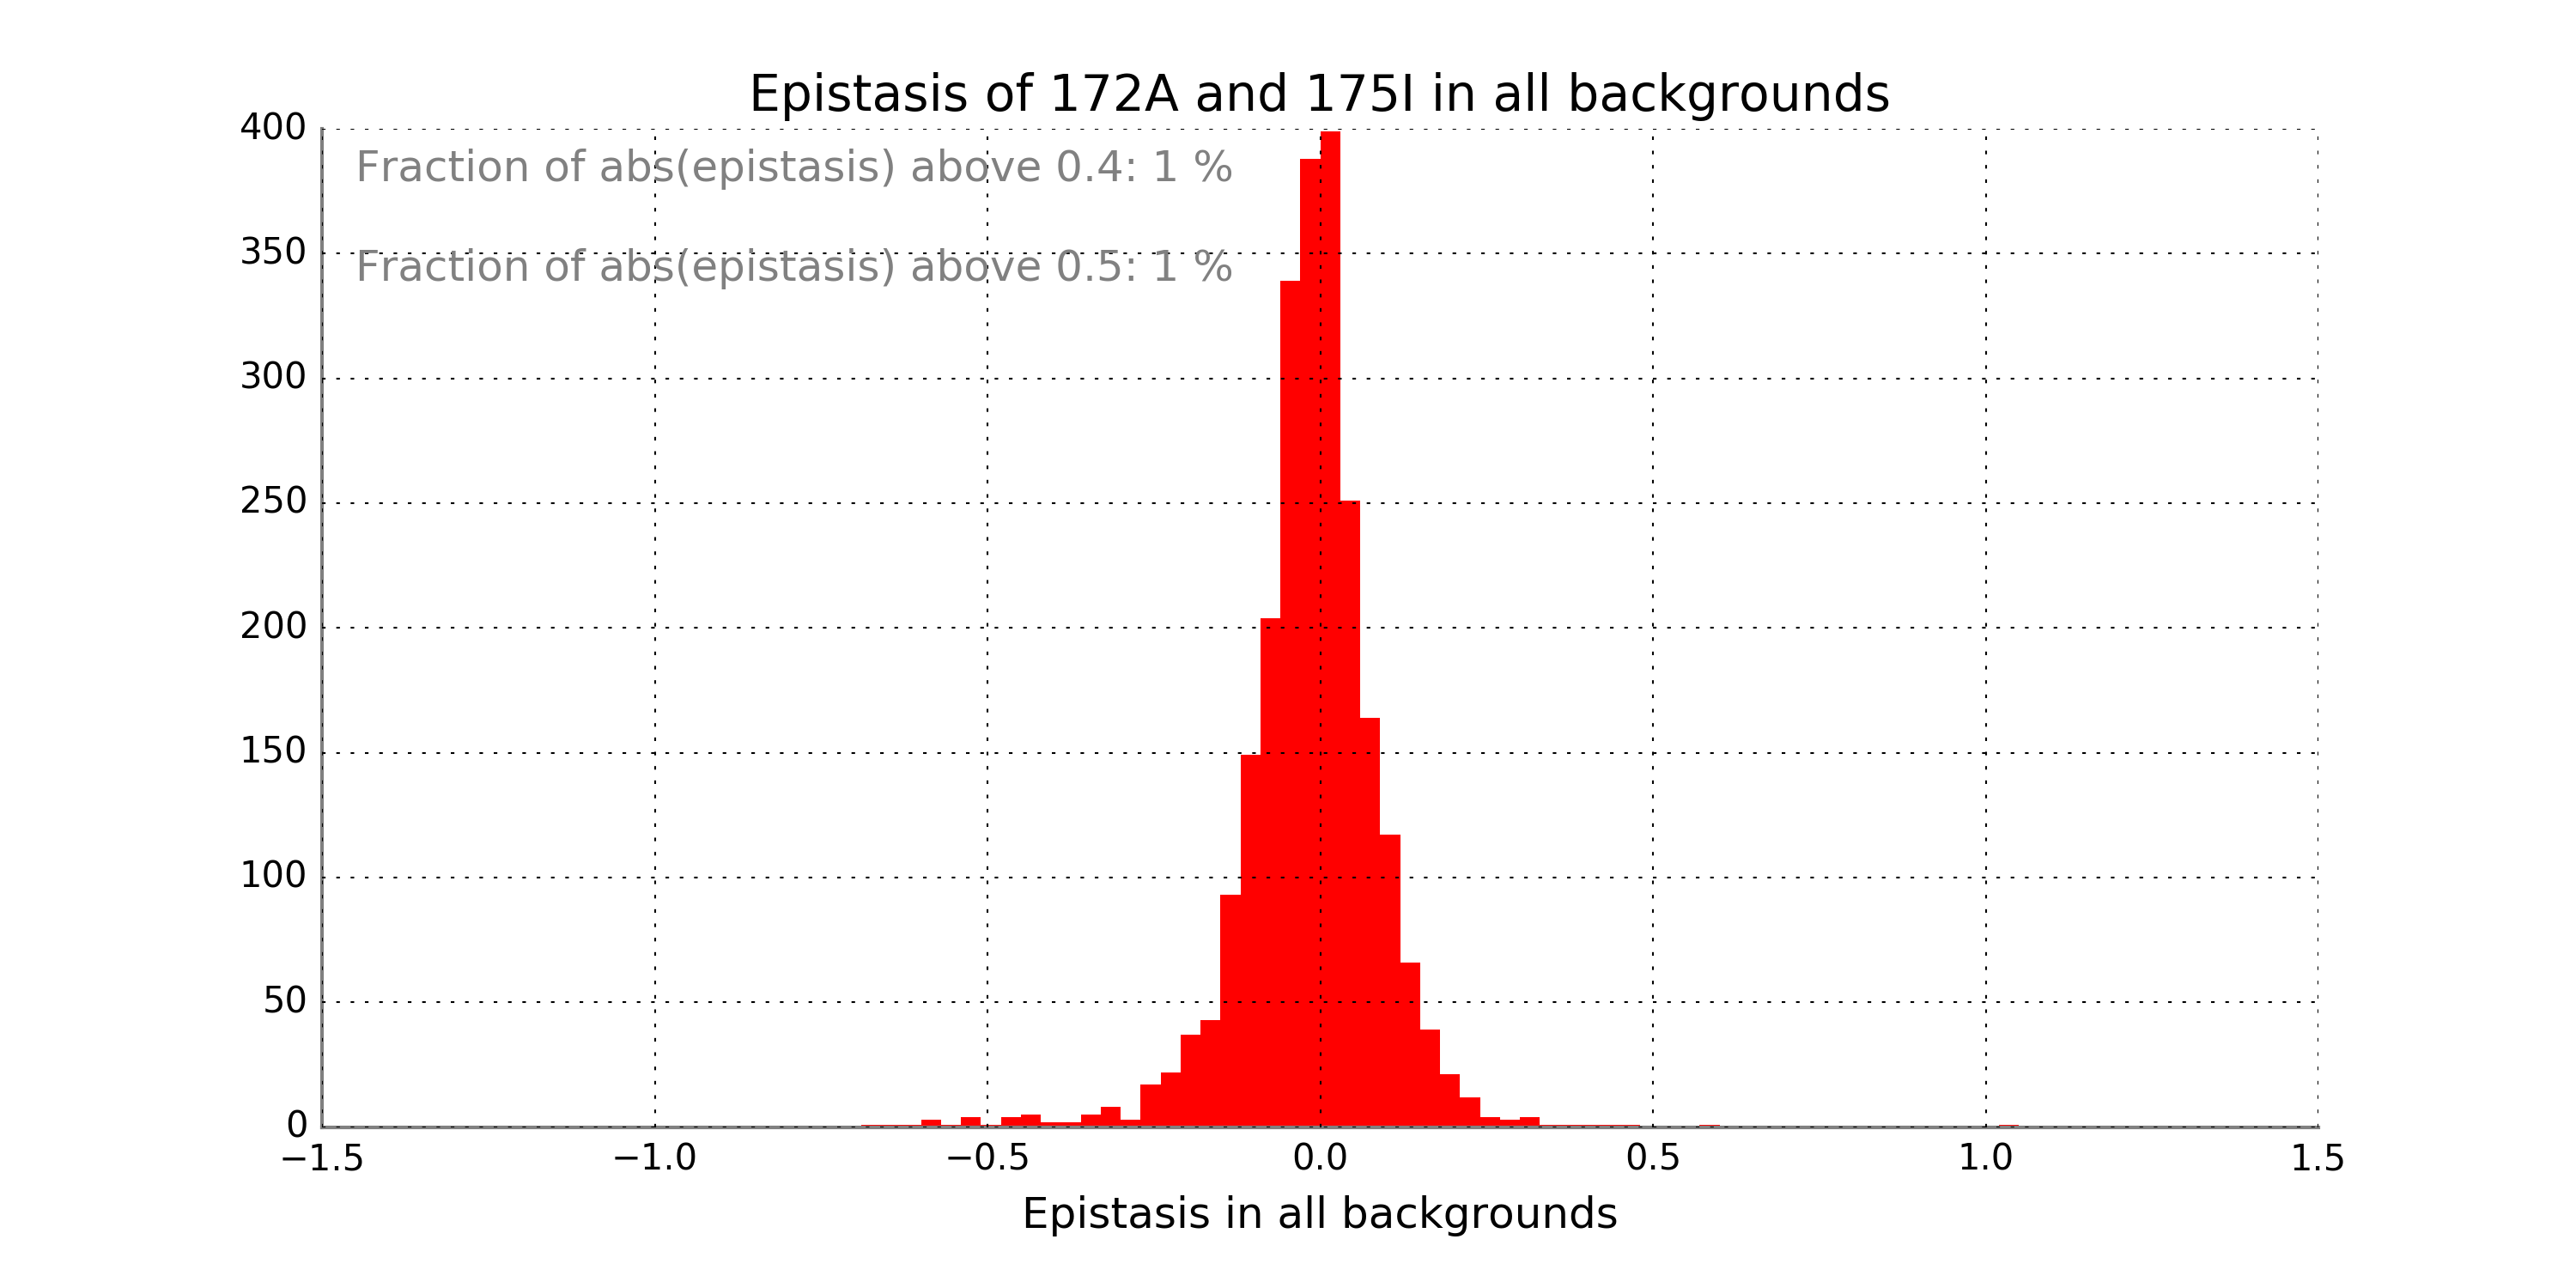 Epistasis of 172A and 175I in all backgrounds
400
Fraction of abs(epistasis) above 0.4: 1 %
350
Fraction of abs(epistasis) above 0.5: 1 %
300
250
200
150
100
50
0
−1.5 −1.0 −0.5 0.0 0.5 1.0 1.5
Epistasis in all backgrounds